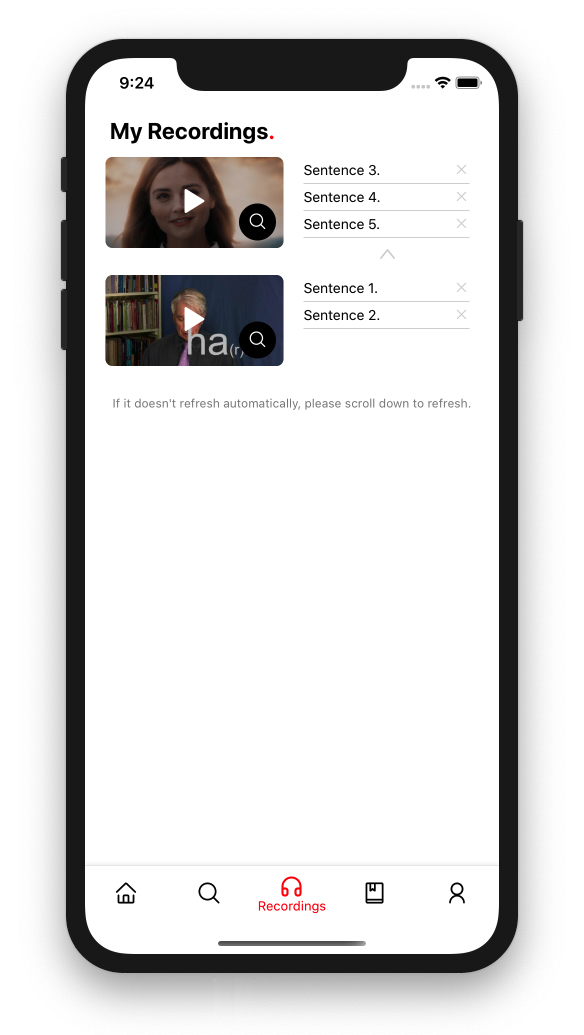 9:24
My Recordings.
Sentence 3.
Sentence 4.
Sentence 5.
ha(r)
Sentence 1.
Sentence 2.
If it doesn't refresh automatically, please scroll down to refresh.
Recordings